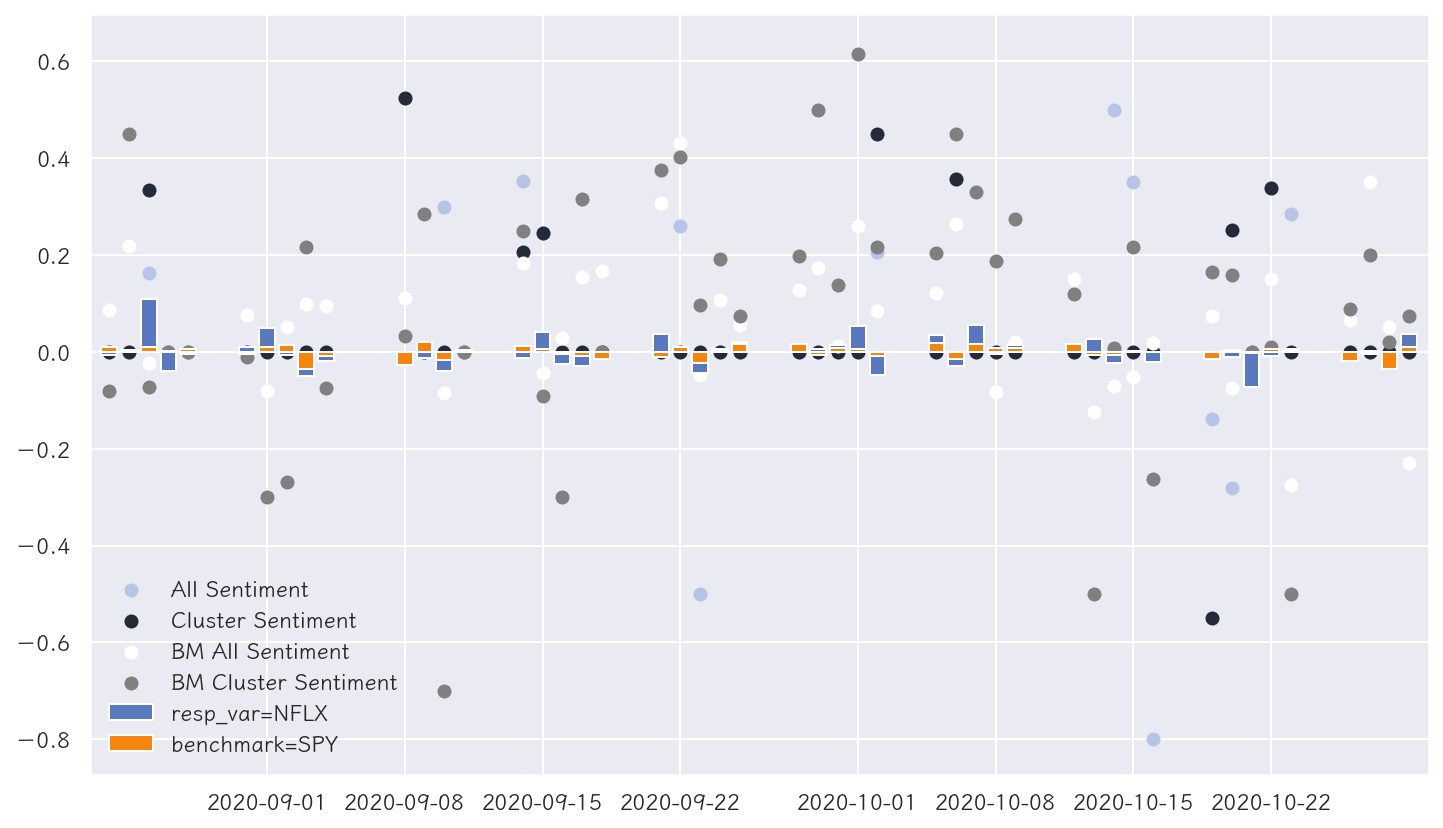 0.6
0.4
0.2
0.0
−0.2
−0.4
−0.6
−0.8
All Sentiment
Cluster Sentiment
BM All Sentiment
BM Cluster Sentiment
resp_var=NFLX
benchmark=SPY
2020-09-01 2020-09-08 2020-09-15 2020-09-22 2020-10-01 2020-10-08 2020-10-15 2020-10-22